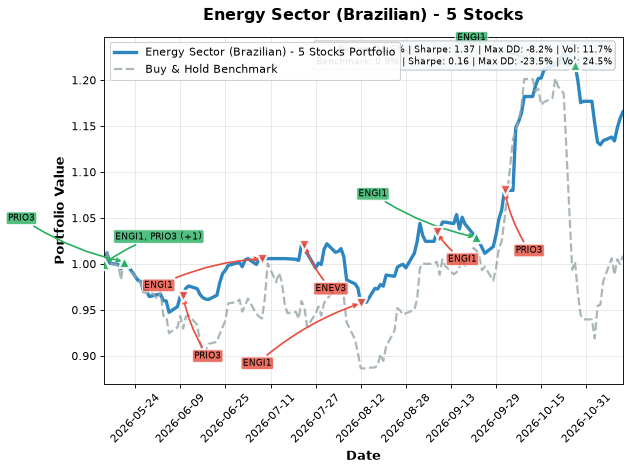 Energy Sector (Brazilian) - 5 Stocks
ENGI1
Energy Sector (Brazilian) - 5 Stocks Portfolio
Buy & Hold Benchmark
% | Sharpe: 1.37 | Max DD: -8.2% | Vol: 11.7%
Benchmark: 0.9% | Sharpe: 0.16 | Max DD: -23.5% | Vol: 24.5%
1.20
1.15
1.10
1.05
1.00
0.95
0.90
Portfolio Value
PRIO3
ENGI1, PRIO3 (+1)
ENGI1
ENGI1
PRIO3
ENGI1
ENEV3
PRIO3
ENGI1
2026-05-24
2026-06-09
2026-06-25
2026-07-11
2026-07-27
2026-08-12
2026-08-28
2026-09-13
2026-09-29
2026-10-15
2026-10-31
Date